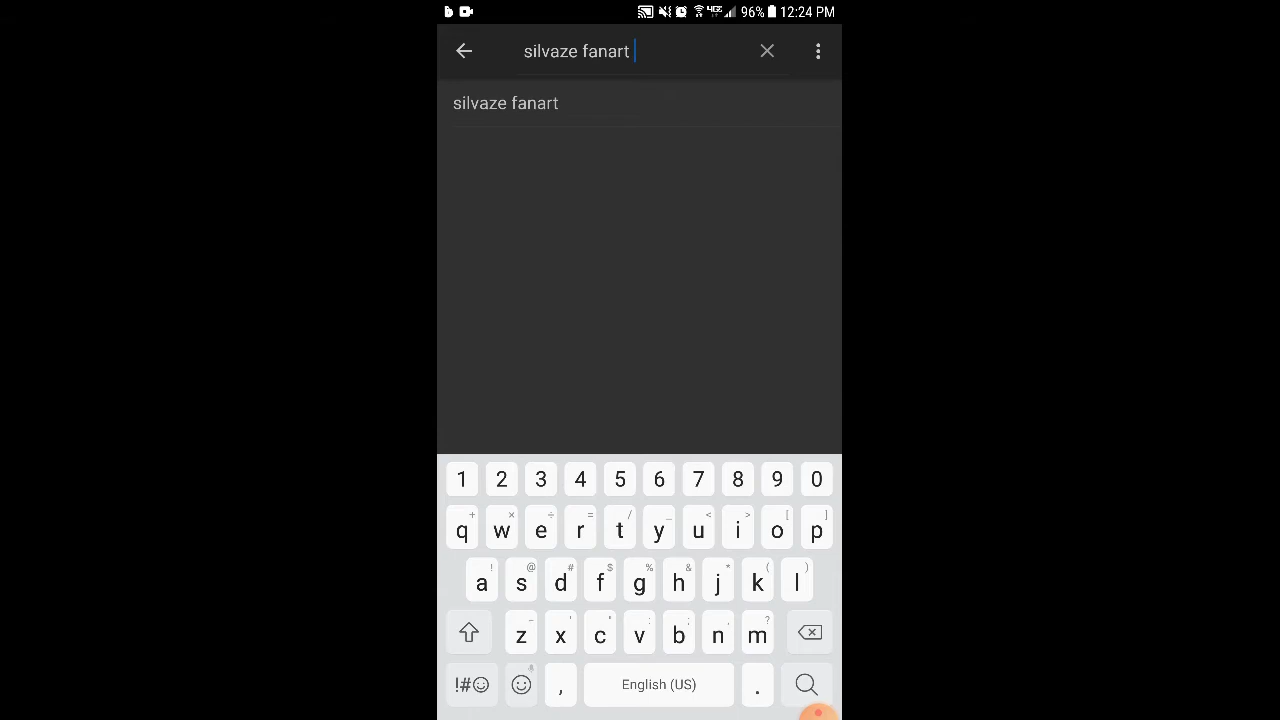 96% 12:24 PM
silvaze fanart
silvaze fanart
1 2 3 4 5 6 7 8 9 0
+ × ÷ = / _ < > [ ]
q w e r t y u i o p
! @ # $ % & * ( )
a s d f g h j k l
z x c v b n m
!#☺ , English (US) .